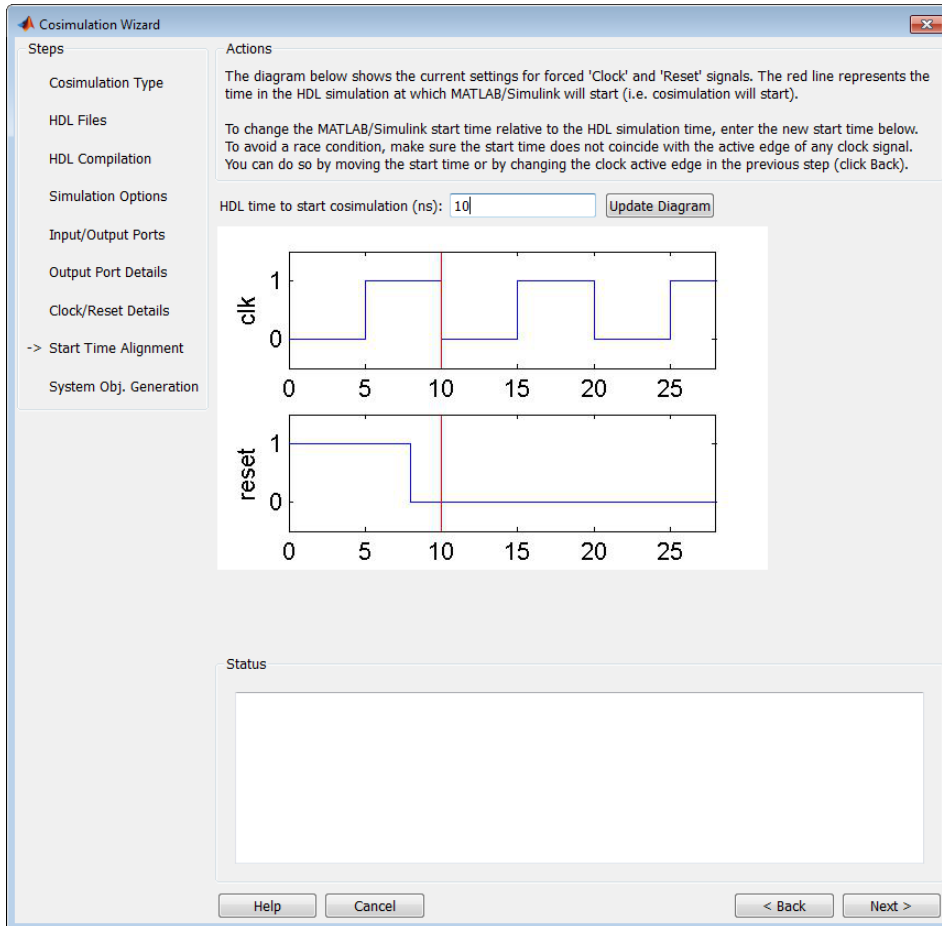 Cosimulation Wizard
Steps
Cosimulation Type
HDL Files
HDL Compilation
Simulation Options
Input/Output Ports
Output Port Details
Clock/Reset Details
-> Start Time Alignment
System Obj. Generation
Actions
The diagram below shows the current settings for forced 'Clock' and 'Reset' signals. The red line represents the
time in the HDL simulation at which MATLAB/Simulink will start (i.e. cosimulation will start).
To change the MATLAB/Simulink start time relative to the HDL simulation time, enter the new start time below.
To avoid a race condition, make sure the start time does not coincide with the active edge of any clock signal.
You can do so by moving the start time or by changing the clock active edge in the previous step (click Back).
HDL time to start cosimulation (ns): 10 Update Diagram
clk
1
0
0 5 10 15 20 25
reset
1
0
0 5 10 15 20 25
Status
Help Cancel < Back Next >